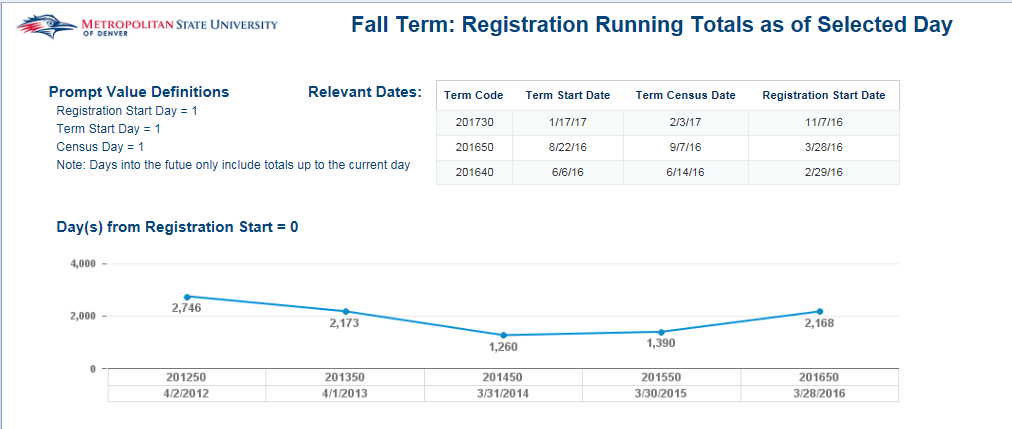 METROPOLITAN STATE UNIVERSITY
OF DENVER
Fall Term: Registration Running Totals as of Selected Day
Prompt Value Definitions
Registration Start Day = 1
Term Start Day = 1
Census Day = 1
Note: Days into the futue only include totals up to the current day
Relevant Dates:
Term Code Term Start Date Term Census Date Registration Start Date
201730 1/17/17 2/3/17 11/7/16
201650 8/22/16 9/7/16 3/28/16
201640 6/6/16 6/14/16 2/29/16
Day(s) from Registration Start = 0
4,000
2,000
0
2,746 2,173 1,260 1,390 2,168
201250 201350 201450 201550 201650
4/2/2012 4/1/2013 3/31/2014 3/30/2015 3/28/2016